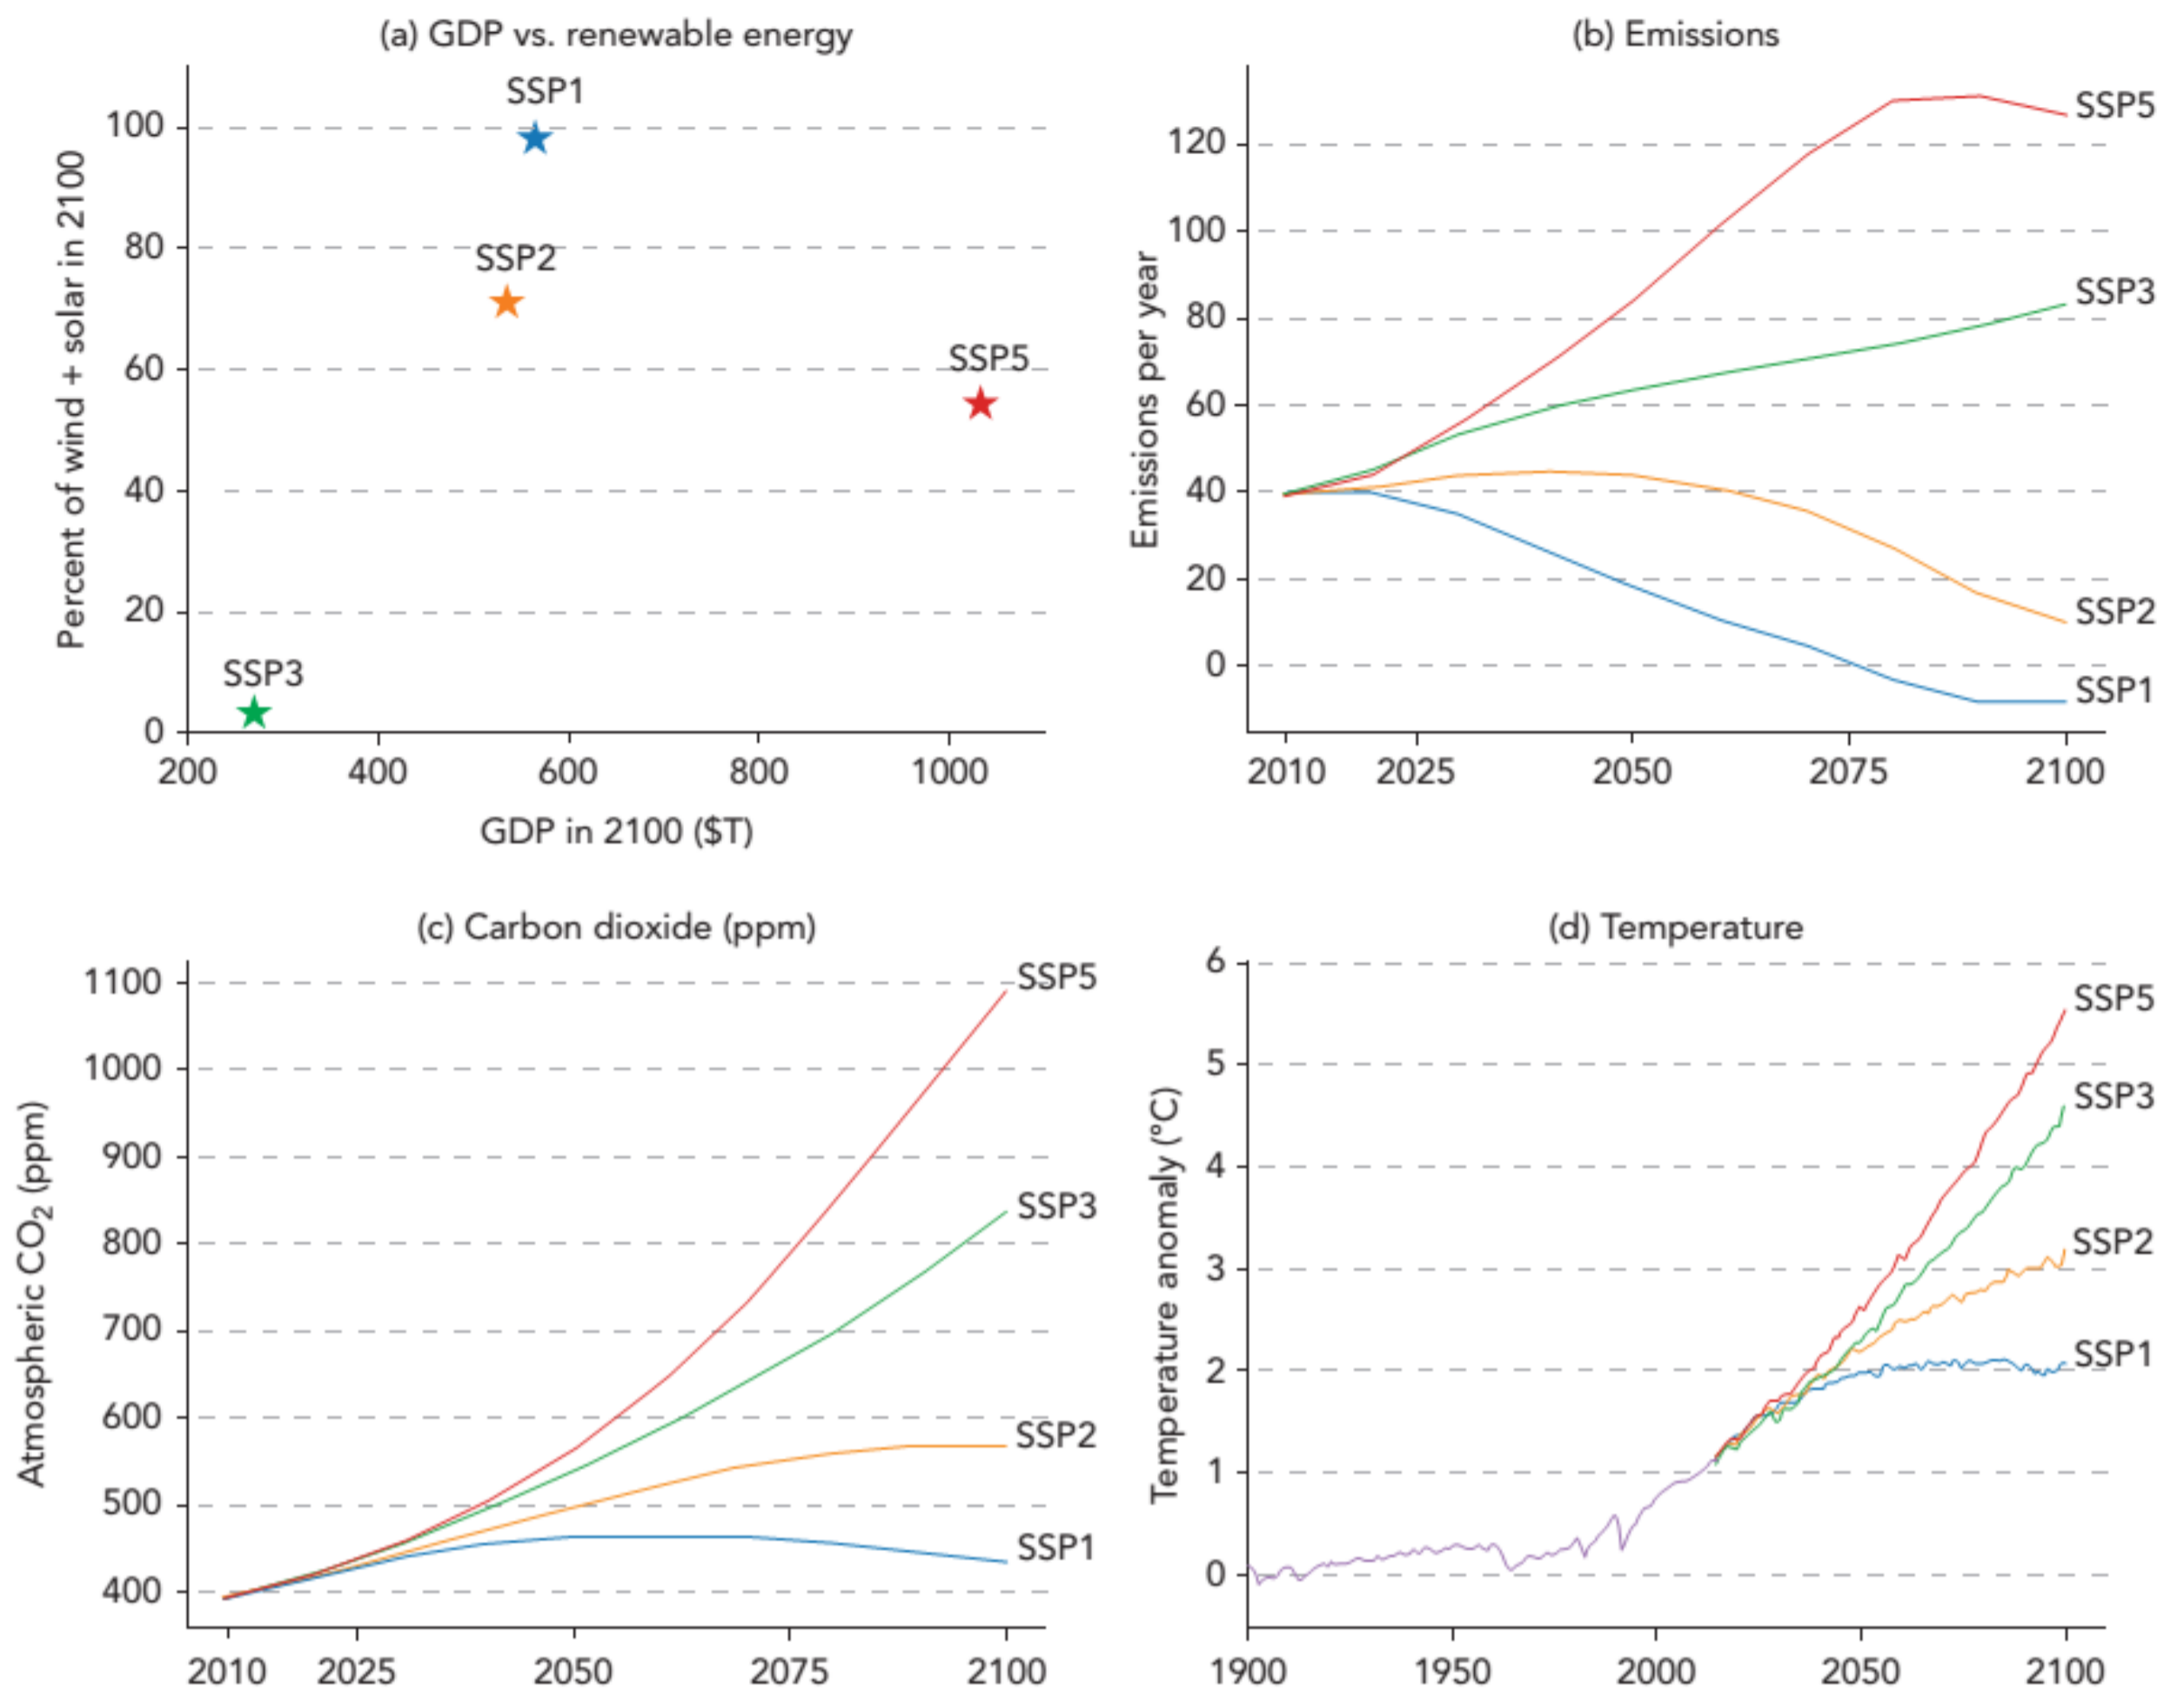 (a) GDP vs. renewable energy
Percent of wind + solar in 2100
100
80
60
40
20
0
SSP1
SSP2
SSP5
SSP3
200 400 600 800 1000
GDP in 2100 ($T)
(b) Emissions
Emissions per year
120
100
80
60
40
20
0
SSP5
SSP3
SSP2
SSP1
2010 2025 2050 2075 2100
(c) Carbon dioxide (ppm)
Atmospheric CO₂ (ppm)
1100
1000
900
800
700
600
500
400
SSP5
SSP3
SSP2
SSP1
2010 2025 2050 2075 2100
(d) Temperature
Temperature anomaly (°C)
6
5
4
3
2
1
0
SSP5
SSP3
SSP2
SSP1
1900 1950 2000 2050 2100